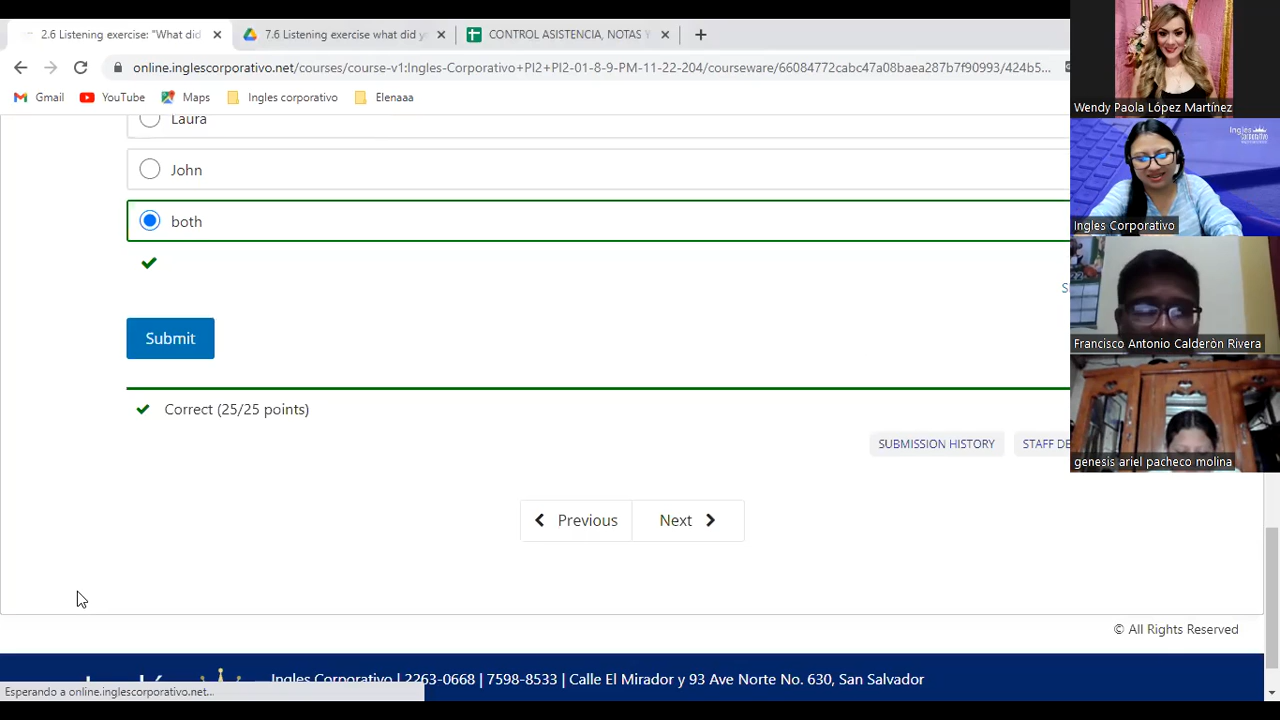 2.6 Listening exercise: "What did
7.6 Listening exercise what did y
CONTROL ASISTENCIA, NOTAS Y
online.inglescorporativo.net/courses/course-v1:Ingles-Corporativo+PI2+PI2-01-8-9-PM-11-22-204/courseware/66084772cabc47a08baea287b7f90993/424b5...
Gmail
YouTube
Maps
Ingles corporativo
Elenaaa
Laura
John
both
Submit
Correct (25/25 points)
SUBMISSION HISTORY
STAFF DE
Previous
Next
© All Rights Reserved
Ingles Corporativo | 2263-0668 | 7598-8533 | Calle El Mirador y 93 Ave Norte No. 630, San Salvador
Esperando a online.inglescorporativo.net...
Wendy Paola López Martínez
Ingles Corporativo
Francisco Antonio Calderòn Rivera
genesis ariel pacheco molina